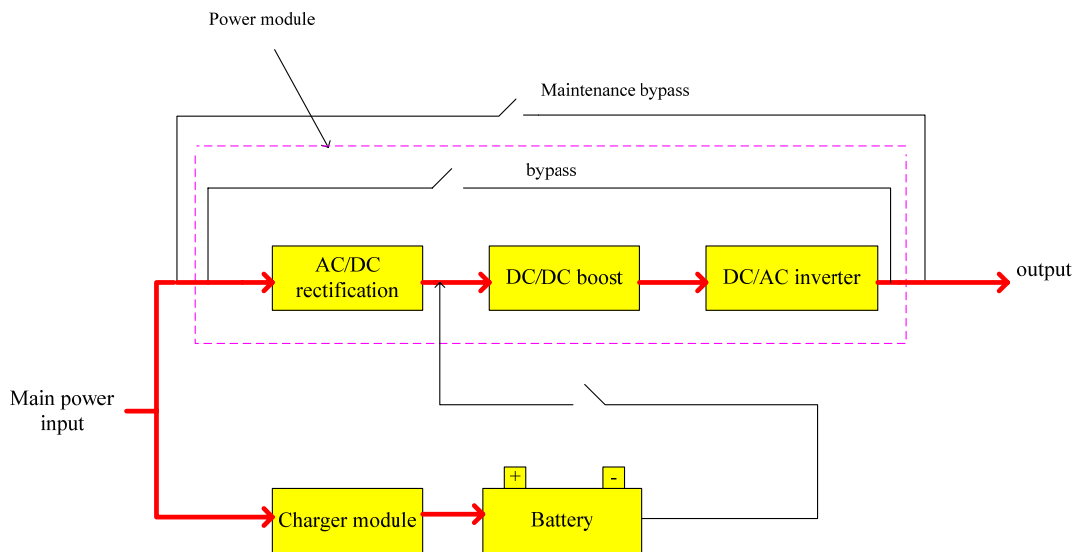 Power module
Maintenance bypass
bypass
AC/DC
rectification
DC/DC boost
DC/AC inverter
output
Main power
input
+
-
Charger module
Battery